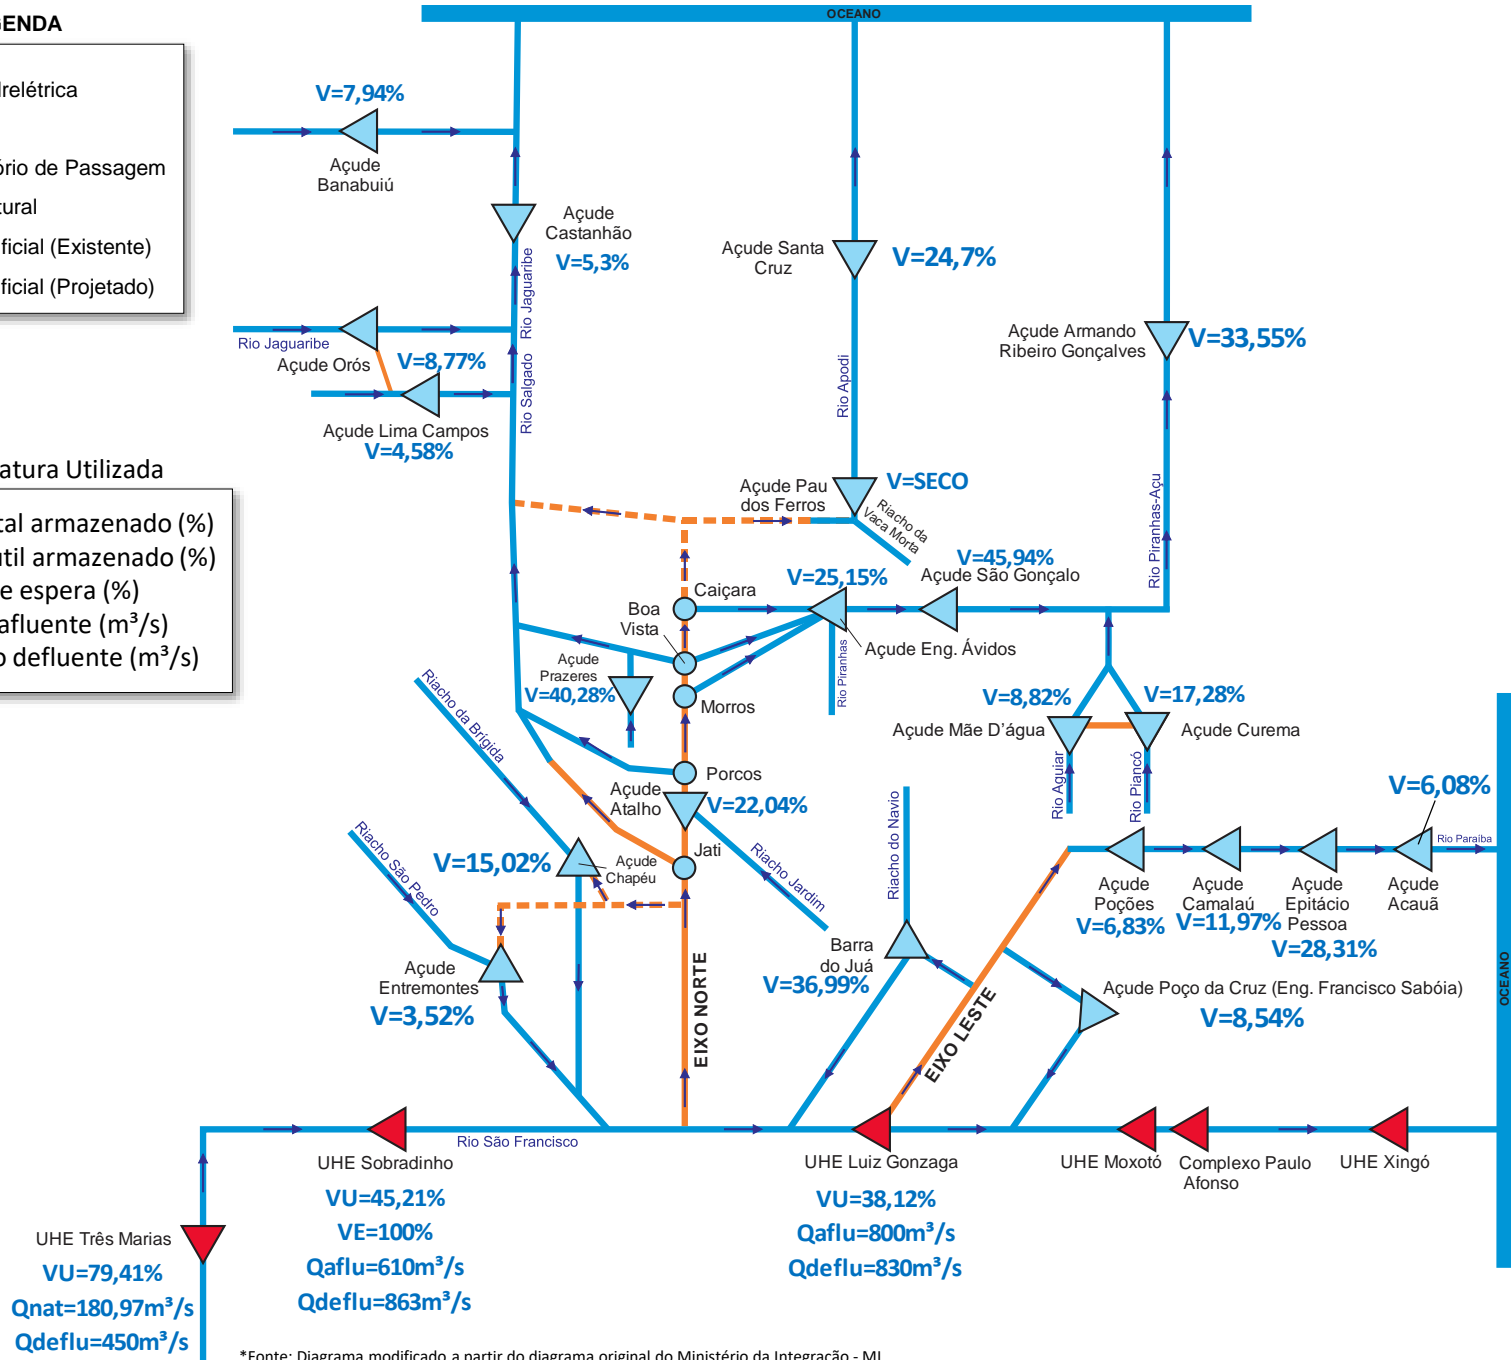 OCEANO
GENDA
drelétrica
ório de Passagem
tural
ificial (Existente)
ificial (Projetado)
V=7,94%
Açude
Banabuiú
Açude
Castanhão
V=5,3%
Rio Jaguaribe
Açude Santa
Cruz
V=24,7%
Açude Armando
Ribeiro Gonçalves
V=33,55%
Rio Jaguaribe
Açude Orós
V=8,77%
Rio Salgado
Rio Apodi
Açude Lima Campos
V=4,58%
atura Utilizada
tal armazenado (%)
útil armazenado (%)
e espera (%)
afluente (m³/s)
o defluente (m³/s)
Açude Pau
dos Ferros
V=SECO
Riacho da
Vaca Morta
Rio Piranhas-Açu
V=45,94%
Açude São Gonçalo
V=25,15%
Caiçara
Boa
Vista
Açude Eng. Ávidos
Rio Piranhas
Açude
Prazeres
V=40,28%
Morros
Riacho da Brigida
V=8,82%
V=17,28%
Açude Mãe D'água
Açude Curema
Rio Aguiar
Rio Piancó
Porcos
Açude
Atalho
V=22,04%
V=6,08%
Riacho do Navio
Rio Paraiba
Riacho São Pedro
V=15,02%
Açude
Chapéu
Jati
Riacho Jardim
Açude
Poções
V=6,83%
Açude
Camalaú
V=11,97%
Açude
Epitácio
Pessoa
V=28,31%
Açude
Acauã
Barra
do Juá
V=36,99%
Açude
Entremontes
V=3,52%
EIXO NORTE
EIXO LESTE
Açude Poço da Cruz (Eng. Francisco Sabóia)
V=8,54%
OCEANO
Rio São Francisco
UHE Sobradinho
VU=45,21%
VE=100%
Qaflu=610m³/s
Qdeflu=863m³/s
UHE Luiz Gonzaga
VU=38,12%
Qaflu=800m³/s
Qdeflu=830m³/s
UHE Moxotó
Complexo Paulo
Afonso
UHE Xingó
UHE Três Marias
VU=79,41%
Qnat=180,97m³/s
Qdeflu=450m³/s
*Fonte: Diagrama modificado a partir do diagrama original do Ministério da Integração - MI